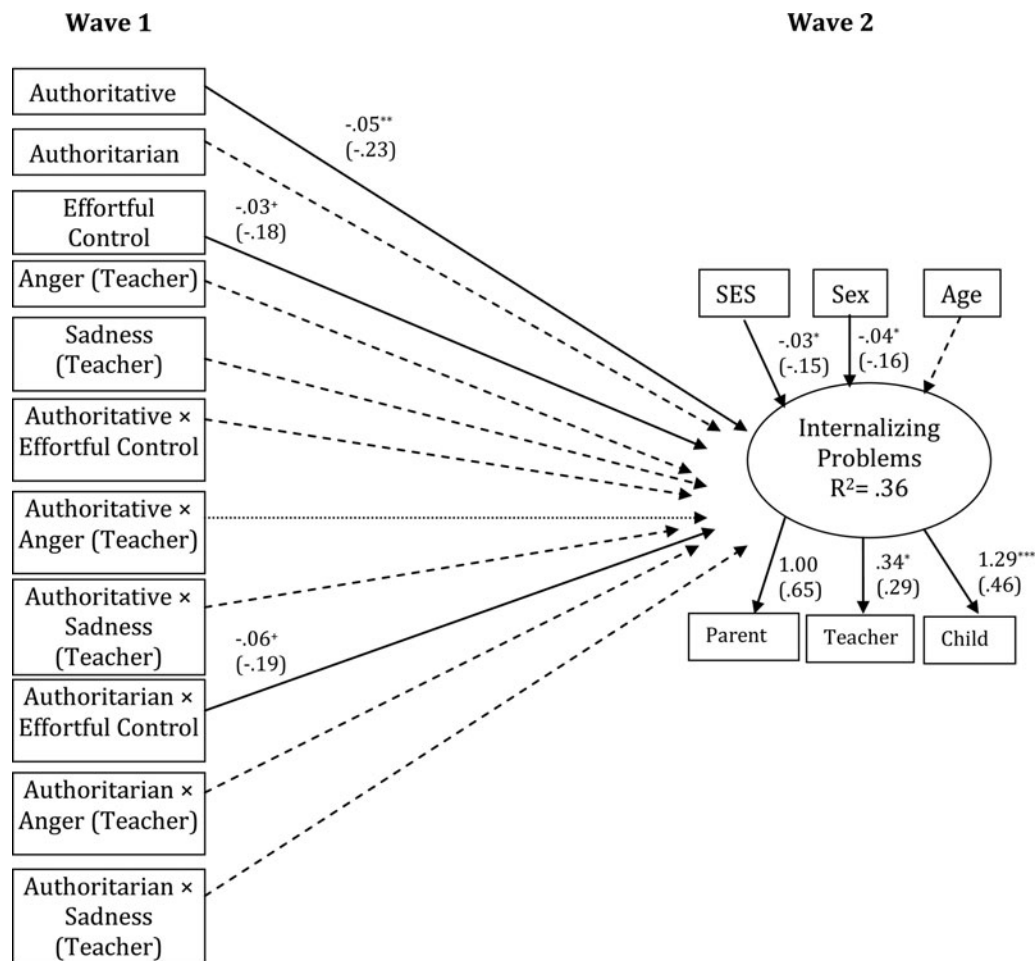 Wave 1
Wave 2
Authoritative
Authoritarian
Effortful
Control
Anger (Teacher)
Sadness
(Teacher)
Authoritative ×
Effortful Control
Authoritative ×
Anger (Teacher)
Authoritative ×
Sadness
(Teacher)
Authoritarian ×
Effortful Control
Authoritarian ×
Anger (Teacher)
Authoritarian ×
Sadness
(Teacher)
-.05**
(-.23)
-.03+
(-.18)
-.06+
(-.19)
SES
Sex
Age
-.03*
(-.15)
-.04*
(-.16)
Internalizing
Problems
R²= .36
1.00
(.65)
.34*
(.29)
1.29***
(.46)
Parent
Teacher
Child